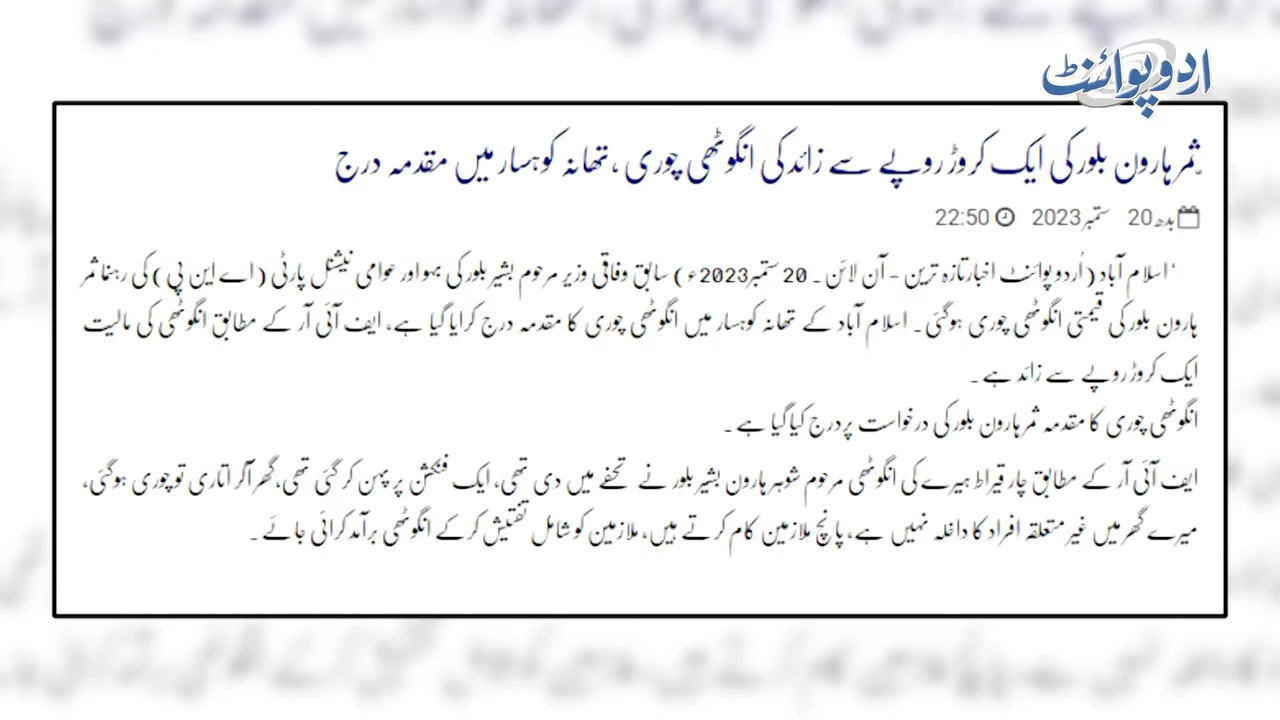 اردو پوائنٹ
ثمر ہارون بلور کی ایک کروڑ روپے سے زائد کی انگوٹھی چوری ،تھانہ کوہسار میں مقدمہ درج
بدھ 20 ستمبر 2023 22:50
'اسلام آباد (اُردو پوائنٹ اخبارتازہ ترین - آن لائن۔ 20 ستمبر2023ء) سابق وفاقی وزیر مرحوم بشیر بلور کی بہو اور عوامی نیشنل پارٹی (اے این پی) کی رہنما ثمر
ہارون بلور کی قیمتی انگوٹھی چوری ہوگئی۔ اسلام آباد کے تھانہ کوہسار میں انگوٹھی چوری کا مقدمہ درج کرایا گیا ہے، ایف آئی آر کے مطابق انگوٹھی کی مالیت
ایک کروڑ روپے سے زائد ہے۔
انگوٹھی چوری کا مقدمہ ثمر ہارون بلور کی درخواست پر درج کیا گیا ہے۔
ایف آئی آر کے مطابق چار قیراط ہیرے کی انگوٹھی مرحوم شوہر ہارون بشیر بلور نے تحفے میں دی تھی، ایک فنکشن پر پہن کر گئی تھی، گھر آکر اتاری تو چوری ہوگئی،
میرے گھر میں غیر متعلقہ افراد کا داخلہ نہیں ہے، پانچ ملازمین کام کرتے ہیں، ملازمین کو شامل تفتیش کرکے انگوٹھی برآمد کرائی جائے۔